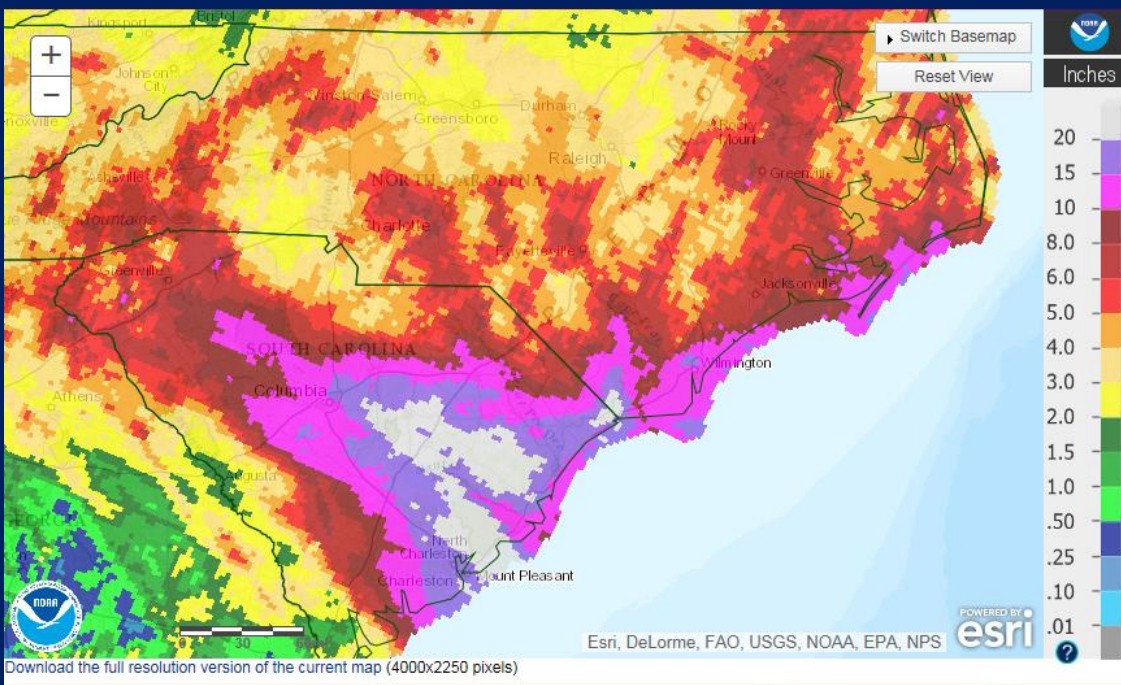 Kingsport
Bristol
+
−
Johnson
City
Winston-Salem
Greensboro
Durham
Raleigh
Rocky
Mount
Greenville
Asheville
NORTH CAROLINA
Charlotte
Fayetteville
Mountains
Greenville
Jacksonville
SOUTH CAROLINA
Wilmington
Columbia
Athens
Augusta
GEORGIA
North
Charleston
Charleston
Mount Pleasant
Switch Basemap
Reset View
NOAA
Inches
20
15
10
8.0
6.0
5.0
4.0
3.0
2.0
1.5
1.0
.50
.25
.10
.01
?
NOAA
30
POWERED BY
esri
Esri, DeLorme, FAO, USGS, NOAA, EPA, NPS
Download the full resolution version of the current map (4000x2250 pixels)